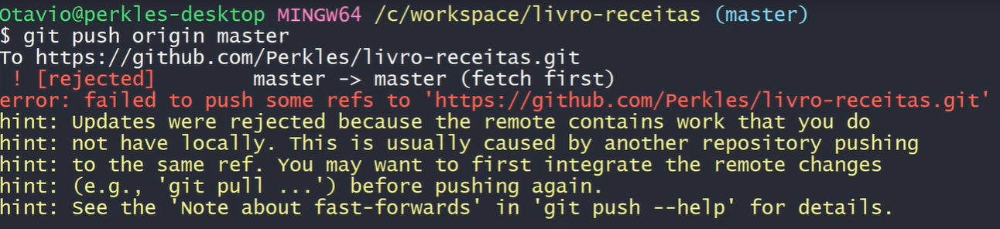 Otavio@perkles-desktop MINGW64 /c/workspace/livro-receitas (master)
$ git push origin master
To https://github.com/Perkles/livro-receitas.git
 ! [rejected]        master -> master (fetch first)
error: failed to push some refs to 'https://github.com/Perkles/livro-receitas.git'
hint: Updates were rejected because the remote contains work that you do
hint: not have locally. This is usually caused by another repository pushing
hint: to the same ref. You may want to first integrate the remote changes
hint: (e.g., 'git pull ...') before pushing again.
hint: See the 'Note about fast-forwards' in 'git push --help' for details.